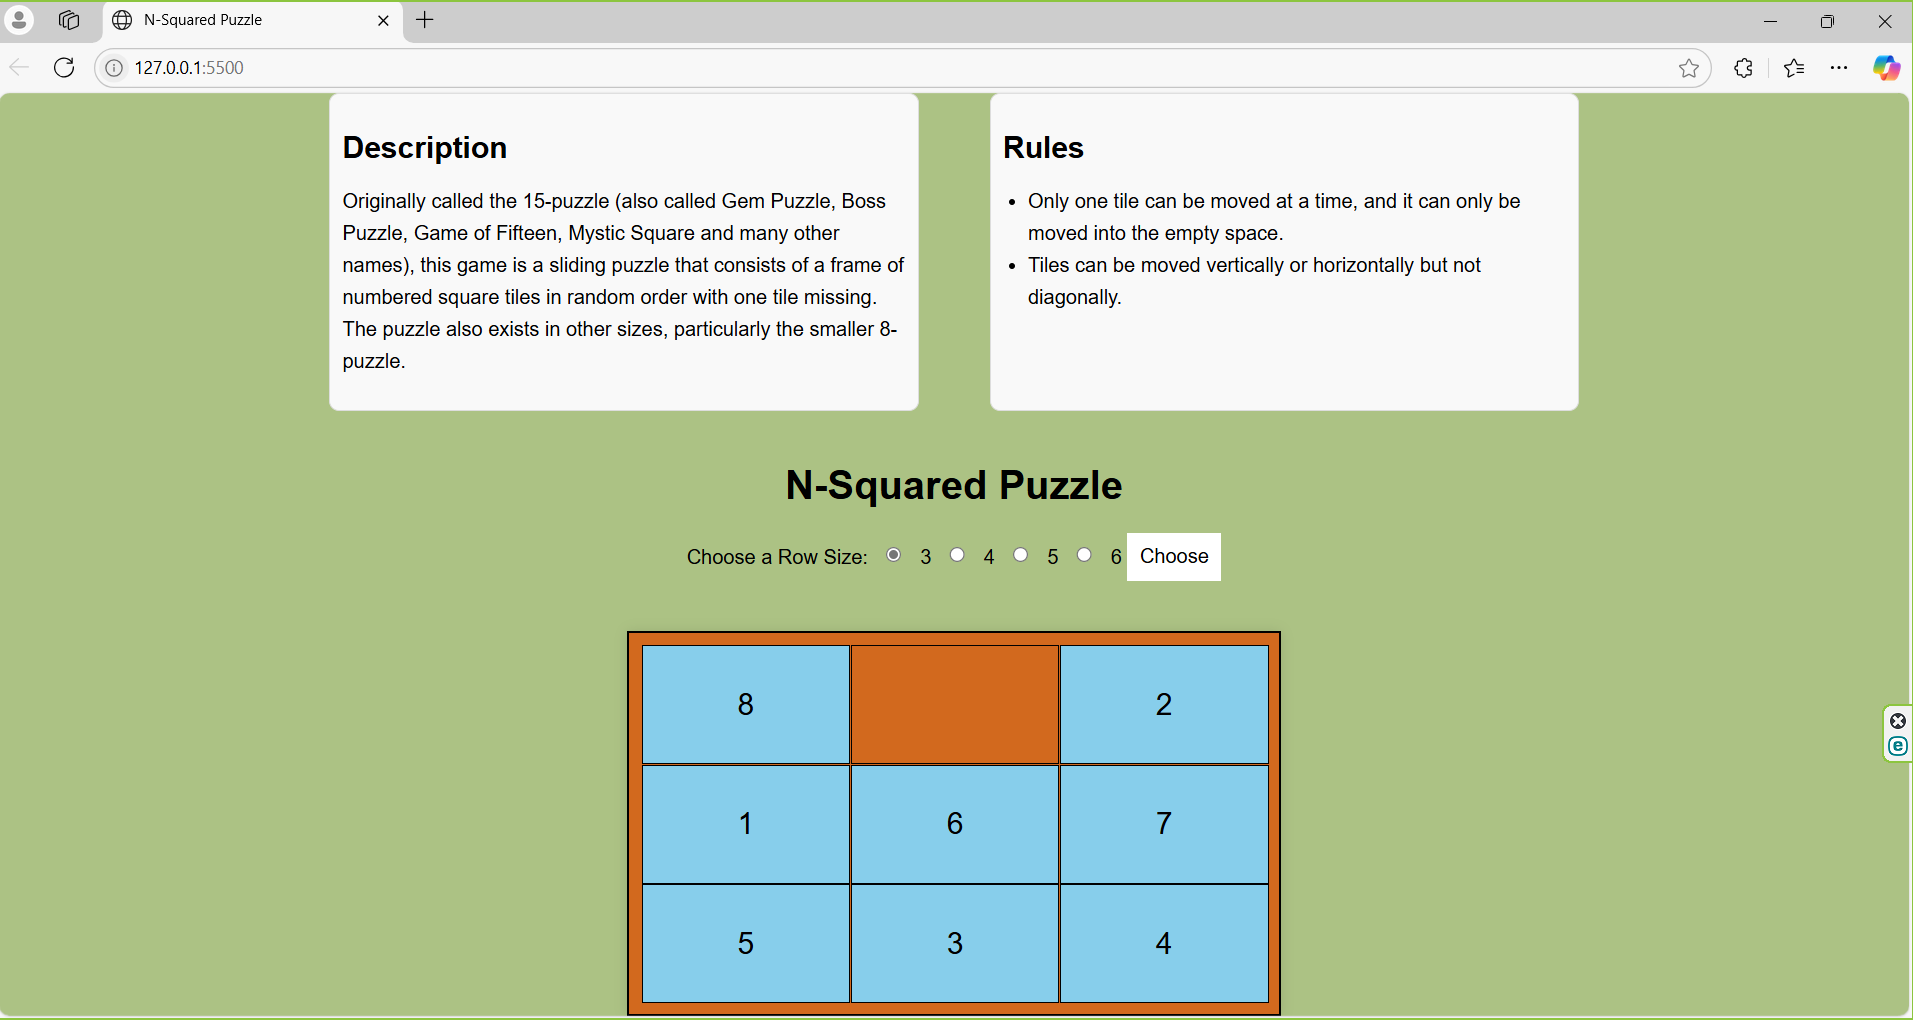 N-Squared Puzzle
127.0.0.1:5500
Description
Originally called the 15-puzzle (also called Gem Puzzle, Boss
Puzzle, Game of Fifteen, Mystic Square and many other
names), this game is a sliding puzzle that consists of a frame of
numbered square tiles in random order with one tile missing.
The puzzle also exists in other sizes, particularly the smaller 8-
puzzle.
Rules
• Only one tile can be moved at a time, and it can only be
moved into the empty space.
• Tiles can be moved vertically or horizontally but not
diagonally.
N-Squared Puzzle
Choose a Row Size: 3 4 5 6 Choose
8 2
1 6 7
5 3 4
e